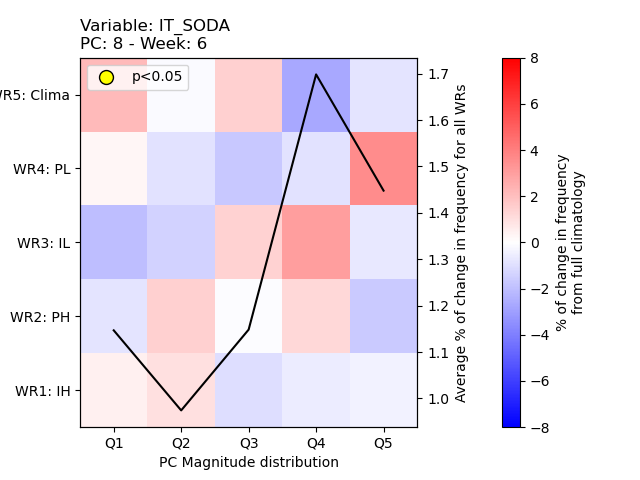 Variable: IT_SODA
PC: 8 - Week: 6
p<0.05
WR5: Clima
WR4: PL
WR3: IL
WR2: PH
WR1: IH
Q1 Q2 Q3 Q4 Q5
PC Magnitude distribution
1.7
1.6
1.5
1.4
1.3
1.2
1.1
1.0
Average % of change in frequency for all WRs
8
6
4
2
0
−2
−4
−6
−8
% of change in frequency
from full climatology